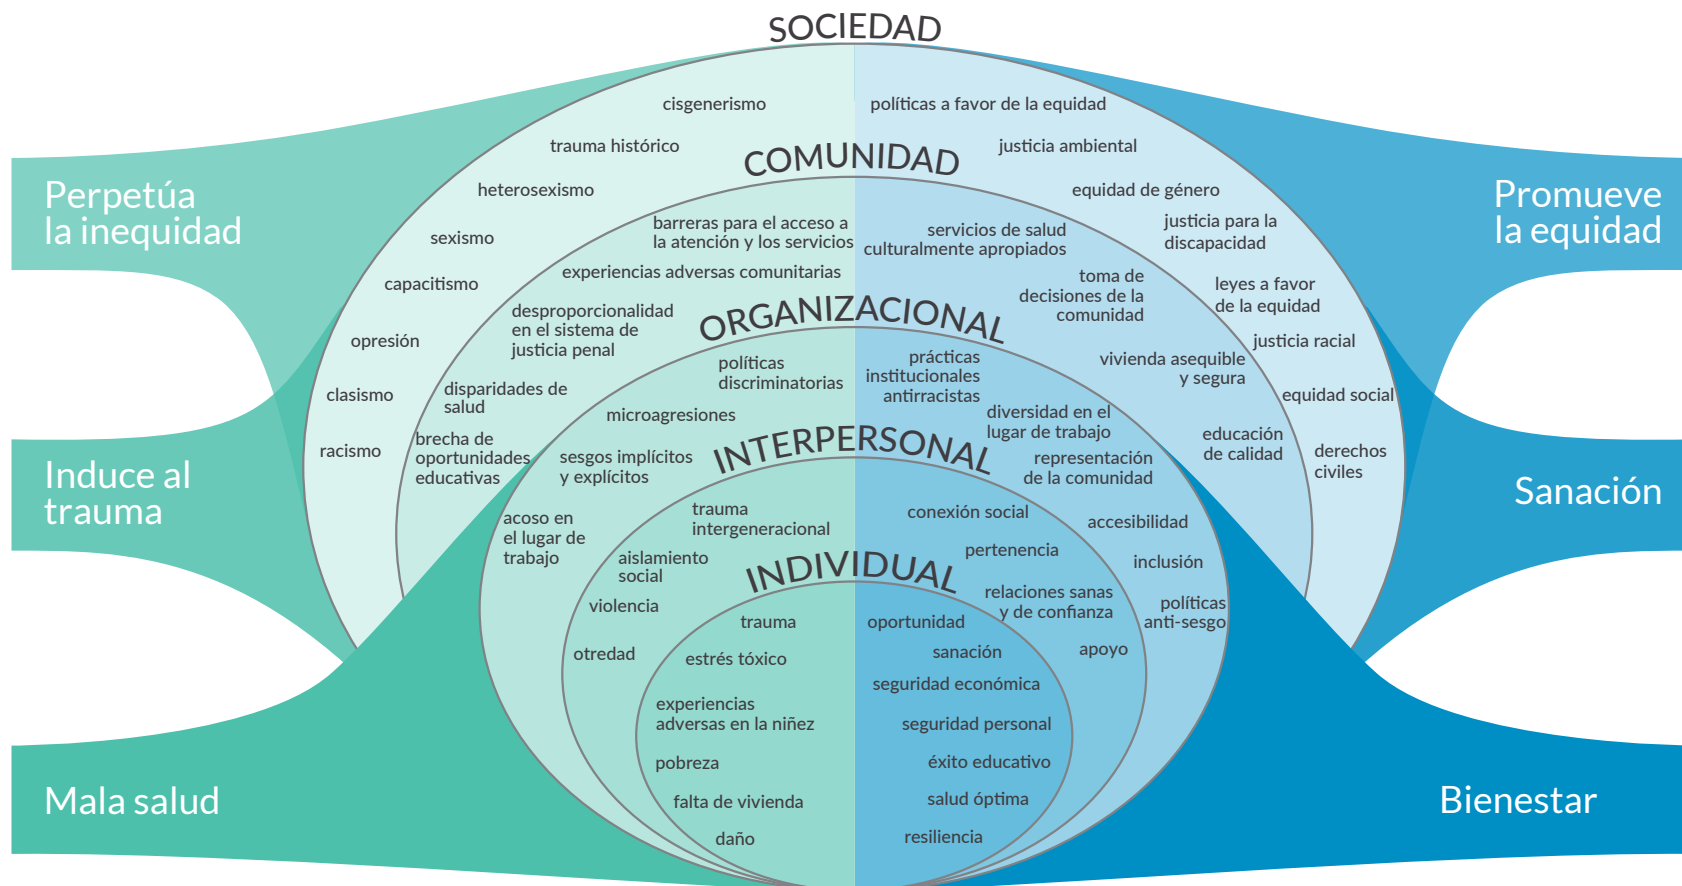 SOCIEDAD
cisgenerismo
trauma histórico
heterosexismo
sexismo
capacitismo
opresión
clasismo
racismo
políticas a favor de la equidad
justicia ambiental
equidad de género
justicia para la
discapacidad
leyes a favor
de la equidad
justicia racial
equidad social
derechos
civiles
COMUNIDAD
barreras para el acceso a
la atención y los servicios
experiencias adversas comunitarias
desproporcionalidad
en el sistema de
justicia penal
disparidades de
salud
brecha de
oportunidades
educativas
servicios de salud
culturalmente apropiados
toma de
decisiones de la
comunidad
vivienda asequible
y segura
educación
de calidad
ORGANIZACIONAL
políticas
discriminatorias
microagresiones
sesgos implícitos
y explícitos
acoso en
el lugar de
trabajo
prácticas
institucionales
antirracistas
diversidad en el
lugar de trabajo
representación
de la comunidad
accesibilidad
inclusión
políticas
anti-sesgo
INTERPERSONAL
trauma
intergeneracional
aislamiento
social
violencia
otredad
conexión social
pertenencia
relaciones sanas
y de confianza
apoyo
INDIVIDUAL
trauma
estrés tóxico
experiencias
adversas en la niñez
pobreza
falta de vivienda
daño
oportunidad
sanación
seguridad económica
seguridad personal
éxito educativo
salud óptima
resiliencia
Perpetúa
la inequidad
Induce al
trauma
Mala salud
Promueve
la equidad
Sanación
Bienestar